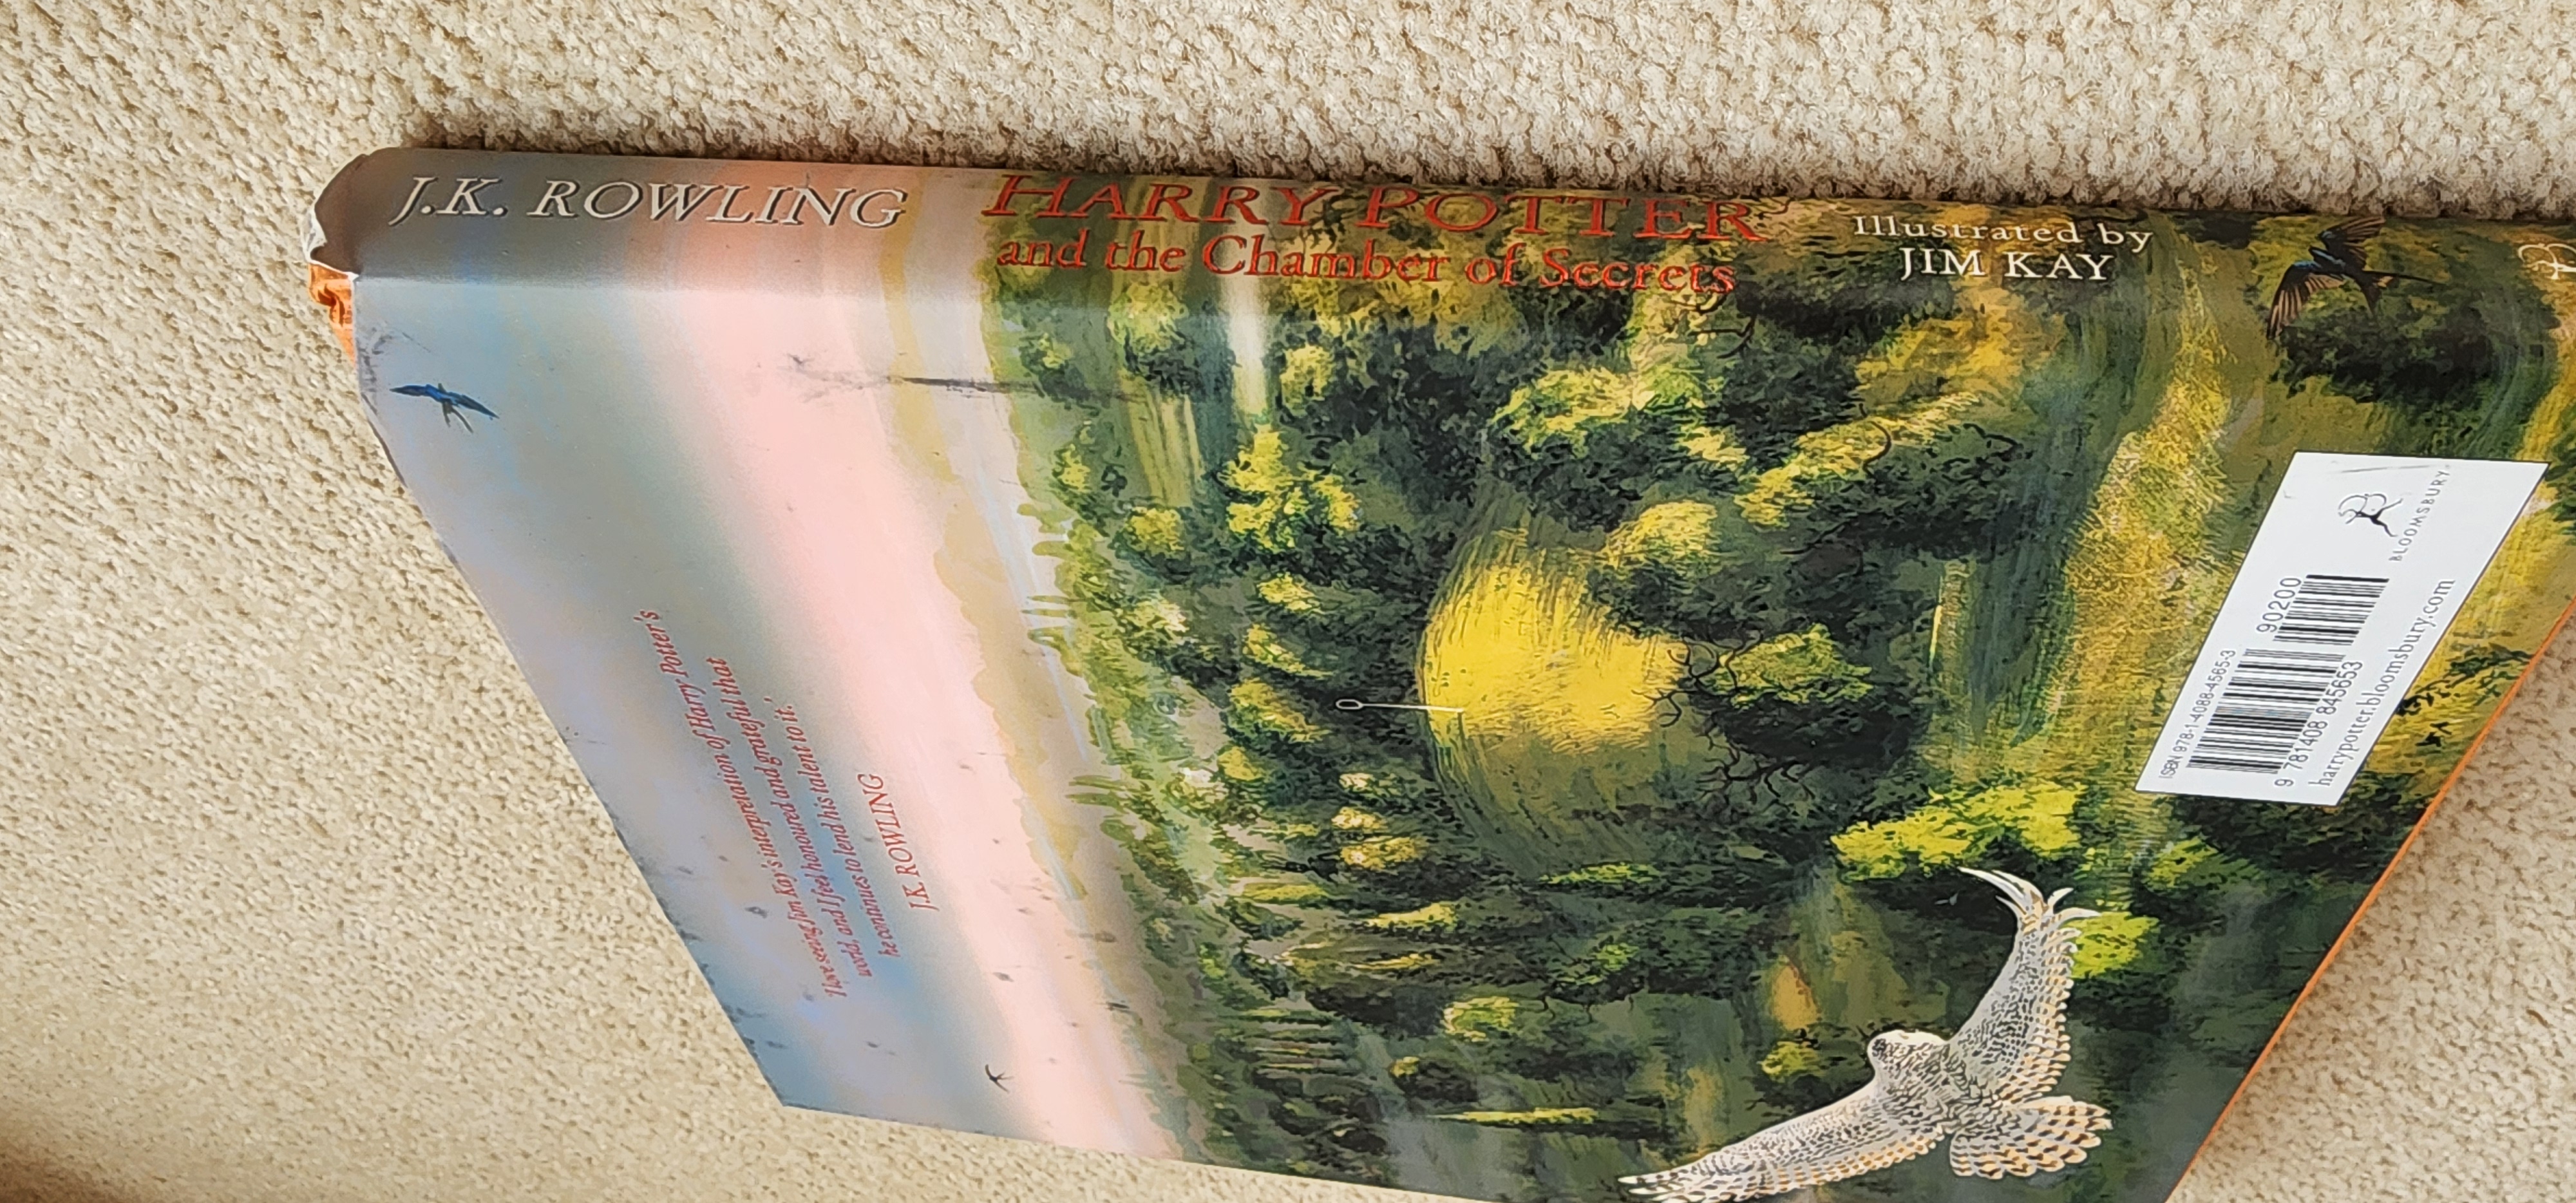 J.K. ROWLING
HARRY POTTER
and the Chamber of Secrets
Illustrated by
JIM KAY
'I love seeing Jim Kay's interpretation of Harry Potter's
world, and I feel honoured and grateful that
he continues to lend his talent to it.'
J.K. ROWLING
BLOOMSBURY
ISBN 978-1-4088-4565-3
90200
9 781408 845653
harrypotter.bloomsbury.com